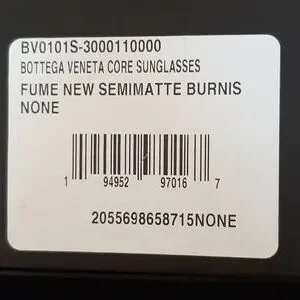 BV0101S-3000110000
BOTTEGA VENETA CORE SUNGLASSES
FUME NEW SEMIMATTE BURNIS
NONE
1 94952 97016 7
2055698658715NONE